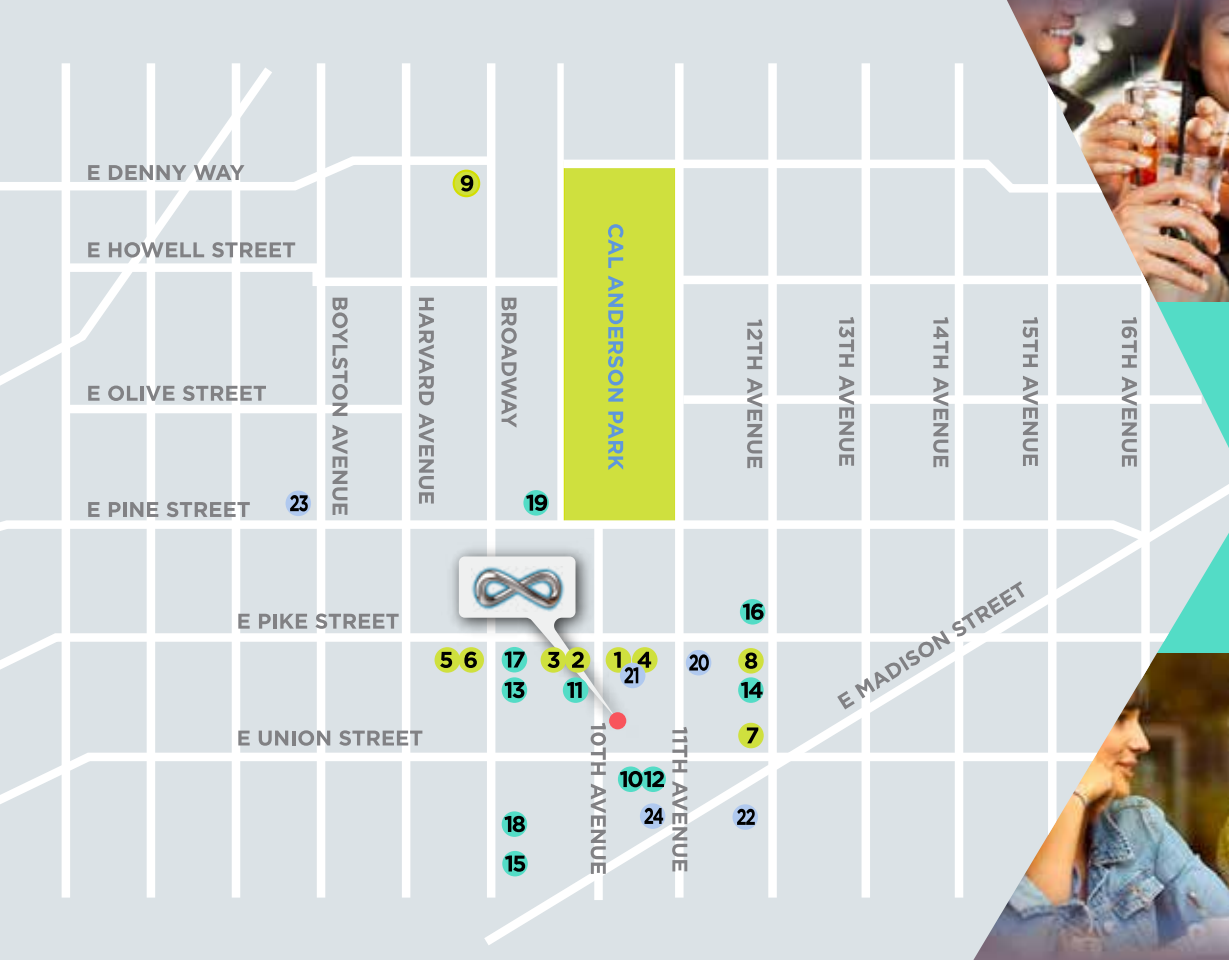 E DENNY WAY
9
E HOWELL STREET
CAL ANDERSON PARK
BOYLSTON AVENUE
HARVARD AVENUE
BROADWAY
12TH AVENUE
13TH AVENUE
14TH AVENUE
15TH AVENUE
16TH AVENUE
E OLIVE STREET
E PINE STREET
23
19
E PIKE STREET
16
E MADISON STREET
5 6 17 3 2 1 4 20 8
21
13 11 14
E UNION STREET
7
10TH AVENUE
11TH AVENUE
10 12
24
22
18
15